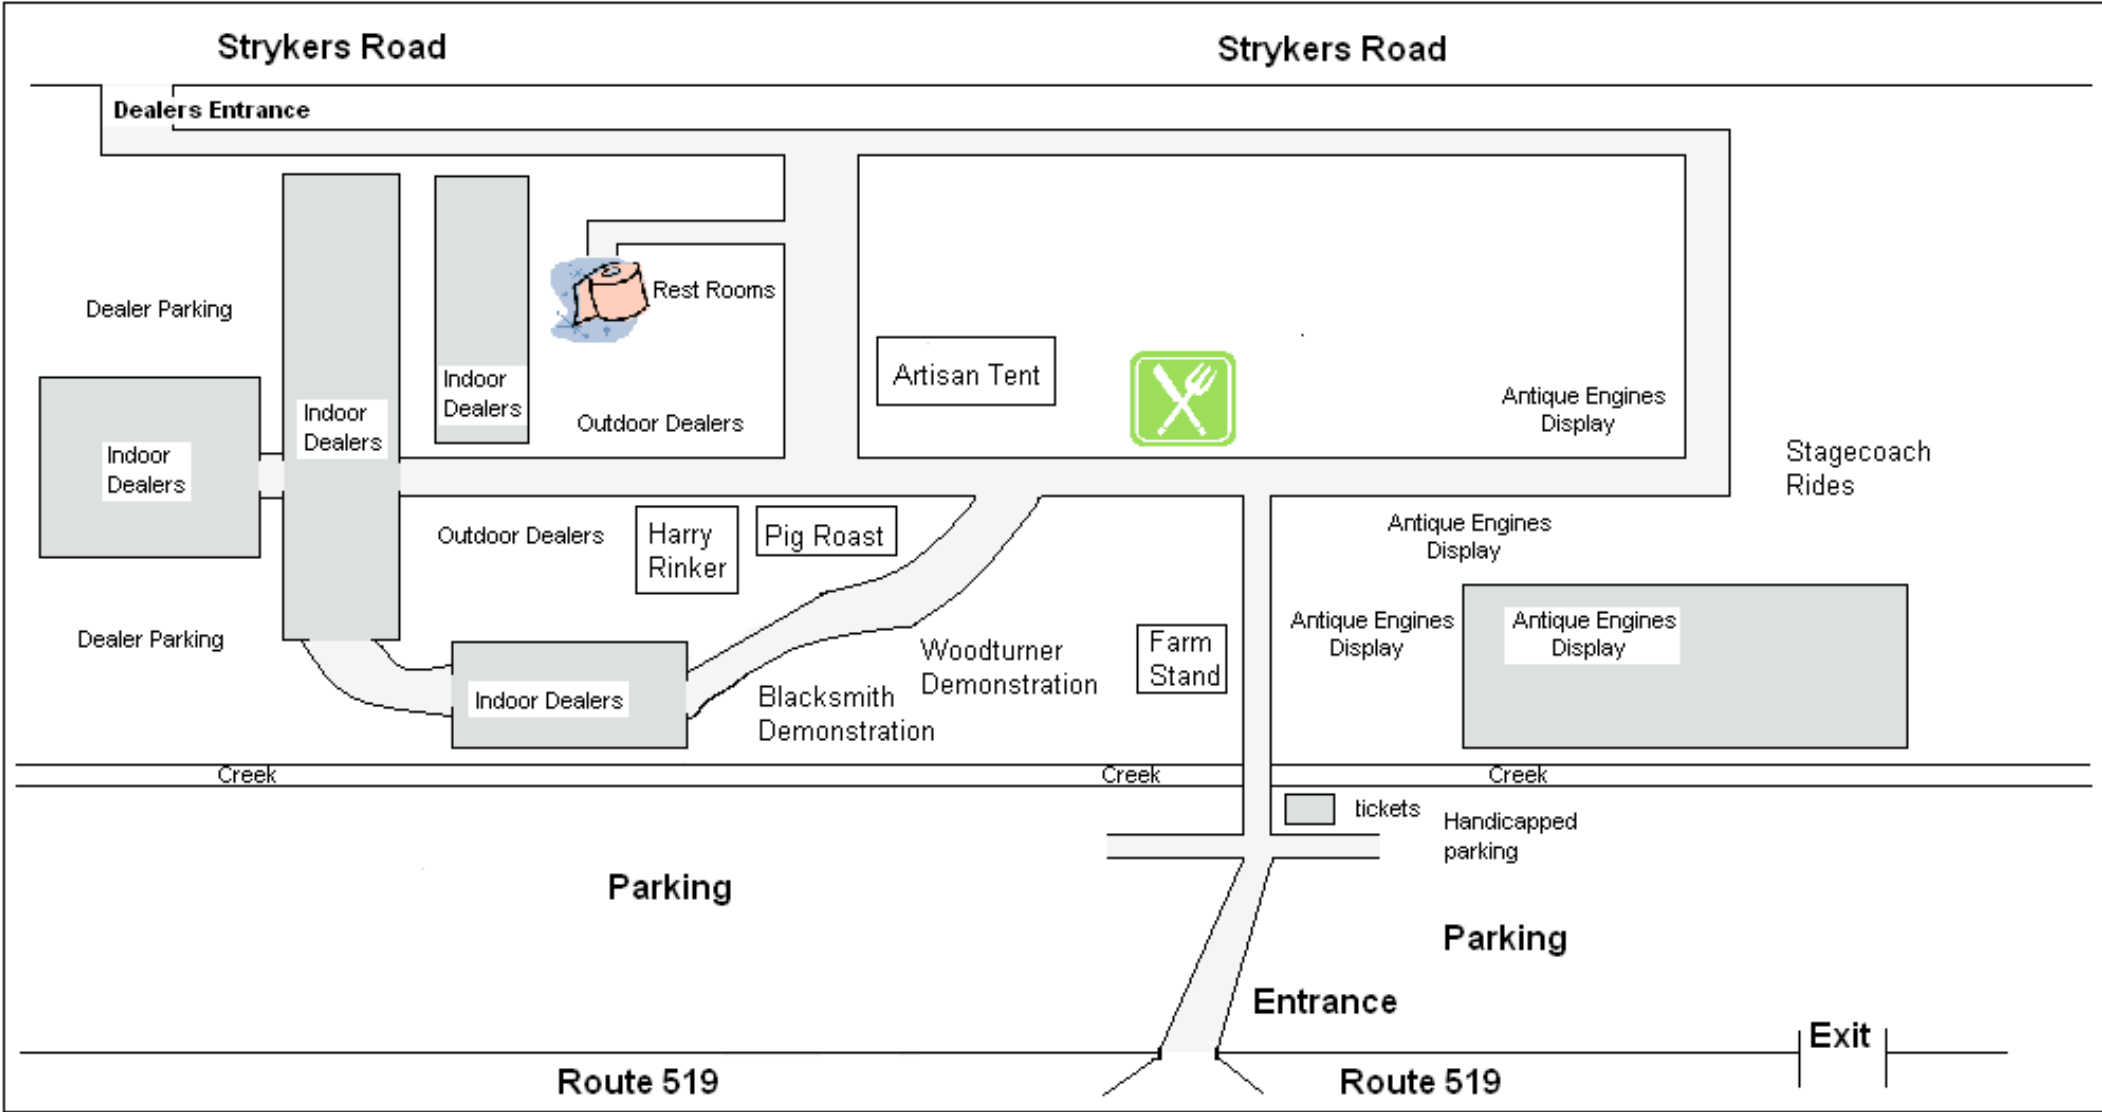 Strykers Road
Strykers Road
Dealers Entrance
Rest Rooms
Dealer Parking
Artisan Tent
Indoor
Dealers
Antique Engines
Display
Indoor
Dealers
Outdoor Dealers
Indoor
Dealers
Stagecoach
Rides
Outdoor Dealers
Harry
Rinker
Pig Roast
Antique Engines
Display
Dealer Parking
Woodturner
Demonstration
Farm
Stand
Antique Engines
Display
Antique Engines
Display
Indoor Dealers
Blacksmith
Demonstration
Creek
Creek
Creek
tickets
Handicapped
parking
Parking
Parking
Entrance
Exit
Route 519
Route 519